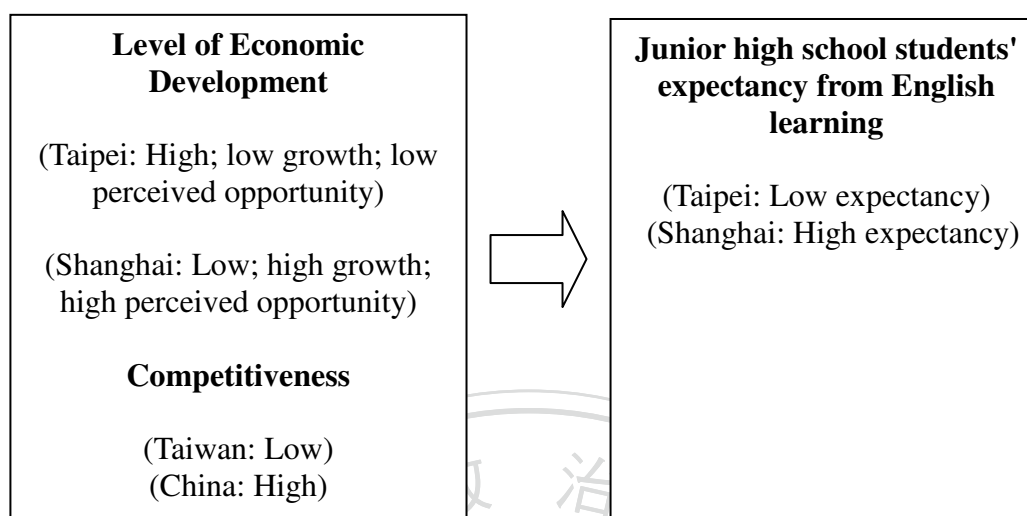 Level of Economic
Development
(Taipei: High; low growth; low
perceived opportunity)
(Shanghai: Low; high growth;
high perceived opportunity)
Competitiveness
(Taiwan: Low)
(China: High)
Junior high school students'
expectancy from English
learning
(Taipei: Low expectancy)
(Shanghai: High expectancy)
治